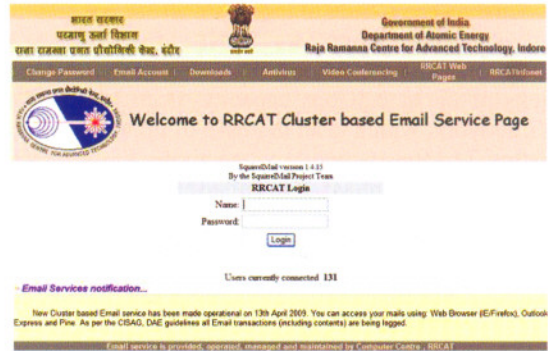 भारत सरकार
परमाणु ऊर्जा विभाग
राजा रामन्ना प्रगत प्रौद्योगिकी केन्द्र, इंदौर
Government of India
Department of Atomic Energy
Raja Ramanna Centre for Advanced Technology, Indore
Change Password
Email Account
Downloads
Antivirus
Video Conferencing
RRCAT Web Pages
RRCATInfonet
Welcome to RRCAT Cluster based Email Service Page
SquirrelMail version 1.4.15
By the SquirrelMail Project Team
RRCAT Login
Name:
Password:
Login
Users currently connected 131
Email Services notification...
New Cluster based Email service has been made operational on 13th April 2009. You can access your mails using: Web Browser (IE/Firefox), Outlook
Express and Pine. As per the CISAG, DAE guidelines all Email transactions (including contents) are being logged.
Email service is provided, operated, managed and maintained by Computer Centre , RRCAT